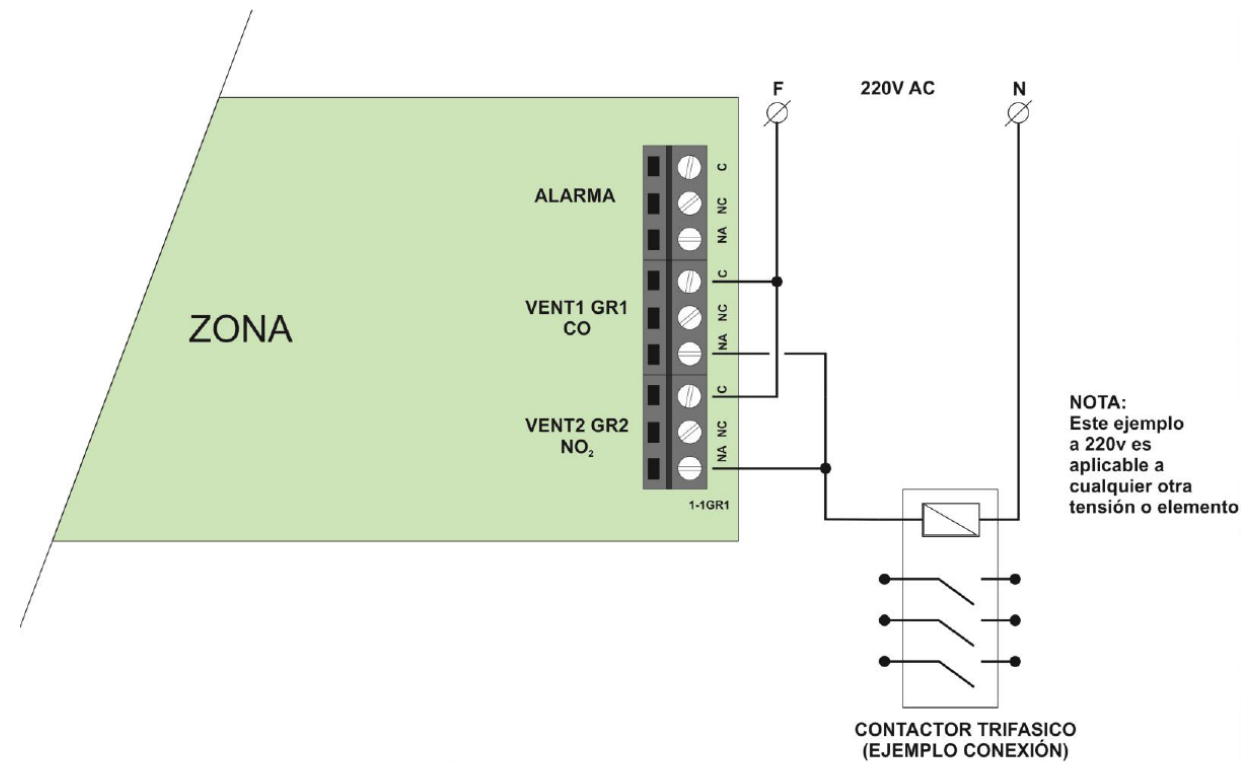 F
220V AC
N
ALARMA
C
NC
NA
ZONA
VENT1 GR1
CO
C
NC
NA
VENT2 GR2
NO₂
C
NC
NA
1-1GR1
NOTA:
Este ejemplo
a 220v es
aplicable a
cualquier otra
tensión o elemento
CONTACTOR TRIFASICO
(EJEMPLO CONEXIÓN)